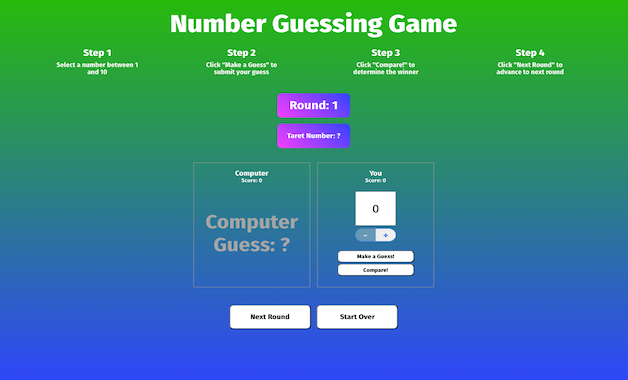 Number Guessing Game
Step 1
Select a number between 1
and 10
Step 2
Click "Make a Guess" to
submit your guess
Step 3
Click "Compare!" to
determine the winner
Step 4
Click "Next Round" to
advance to next round
Round: 1
Taret Number: ?
Computer
Score: 0
Computer
Guess: ?
You
Score: 0
0
- +
Make a Guess!
Compare!
Next Round
Start Over